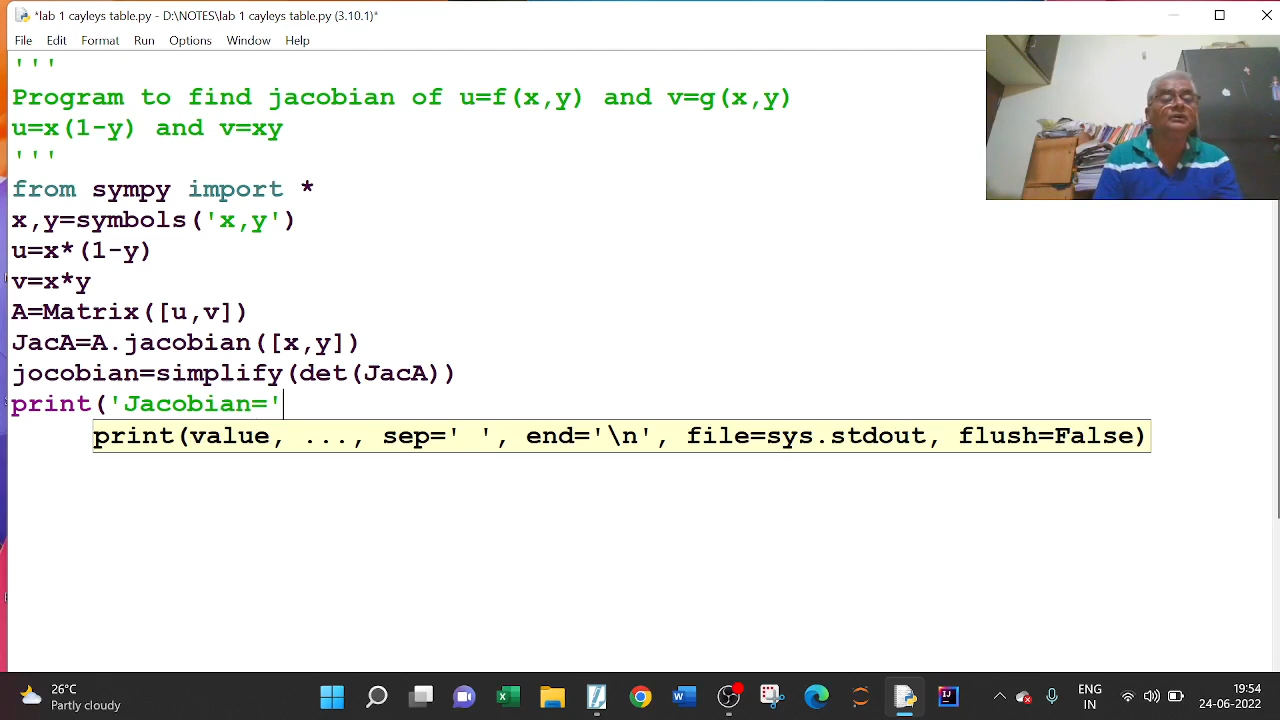 *lab 1 cayleys table.py - D:\NOTES\lab 1 cayleys table.py (3.10.1)*
File Edit Format Run Options Window Help
'''
Program to find jacobian of u=f(x,y) and v=g(x,y)
u=x(1-y) and v=xy
'''
from sympy import *
x,y=symbols('x,y')
u=x*(1-y)
v=x*y
A=Matrix([u,v])
JacA=A.jacobian([x,y])
jocobian=simplify(det(JacA))
print('Jacobian='
print(value, ..., sep=' ', end='\n', file=sys.stdout, flush=False)
26°C
Partly cloudy
ENG
IN
19:54
24-06-2022